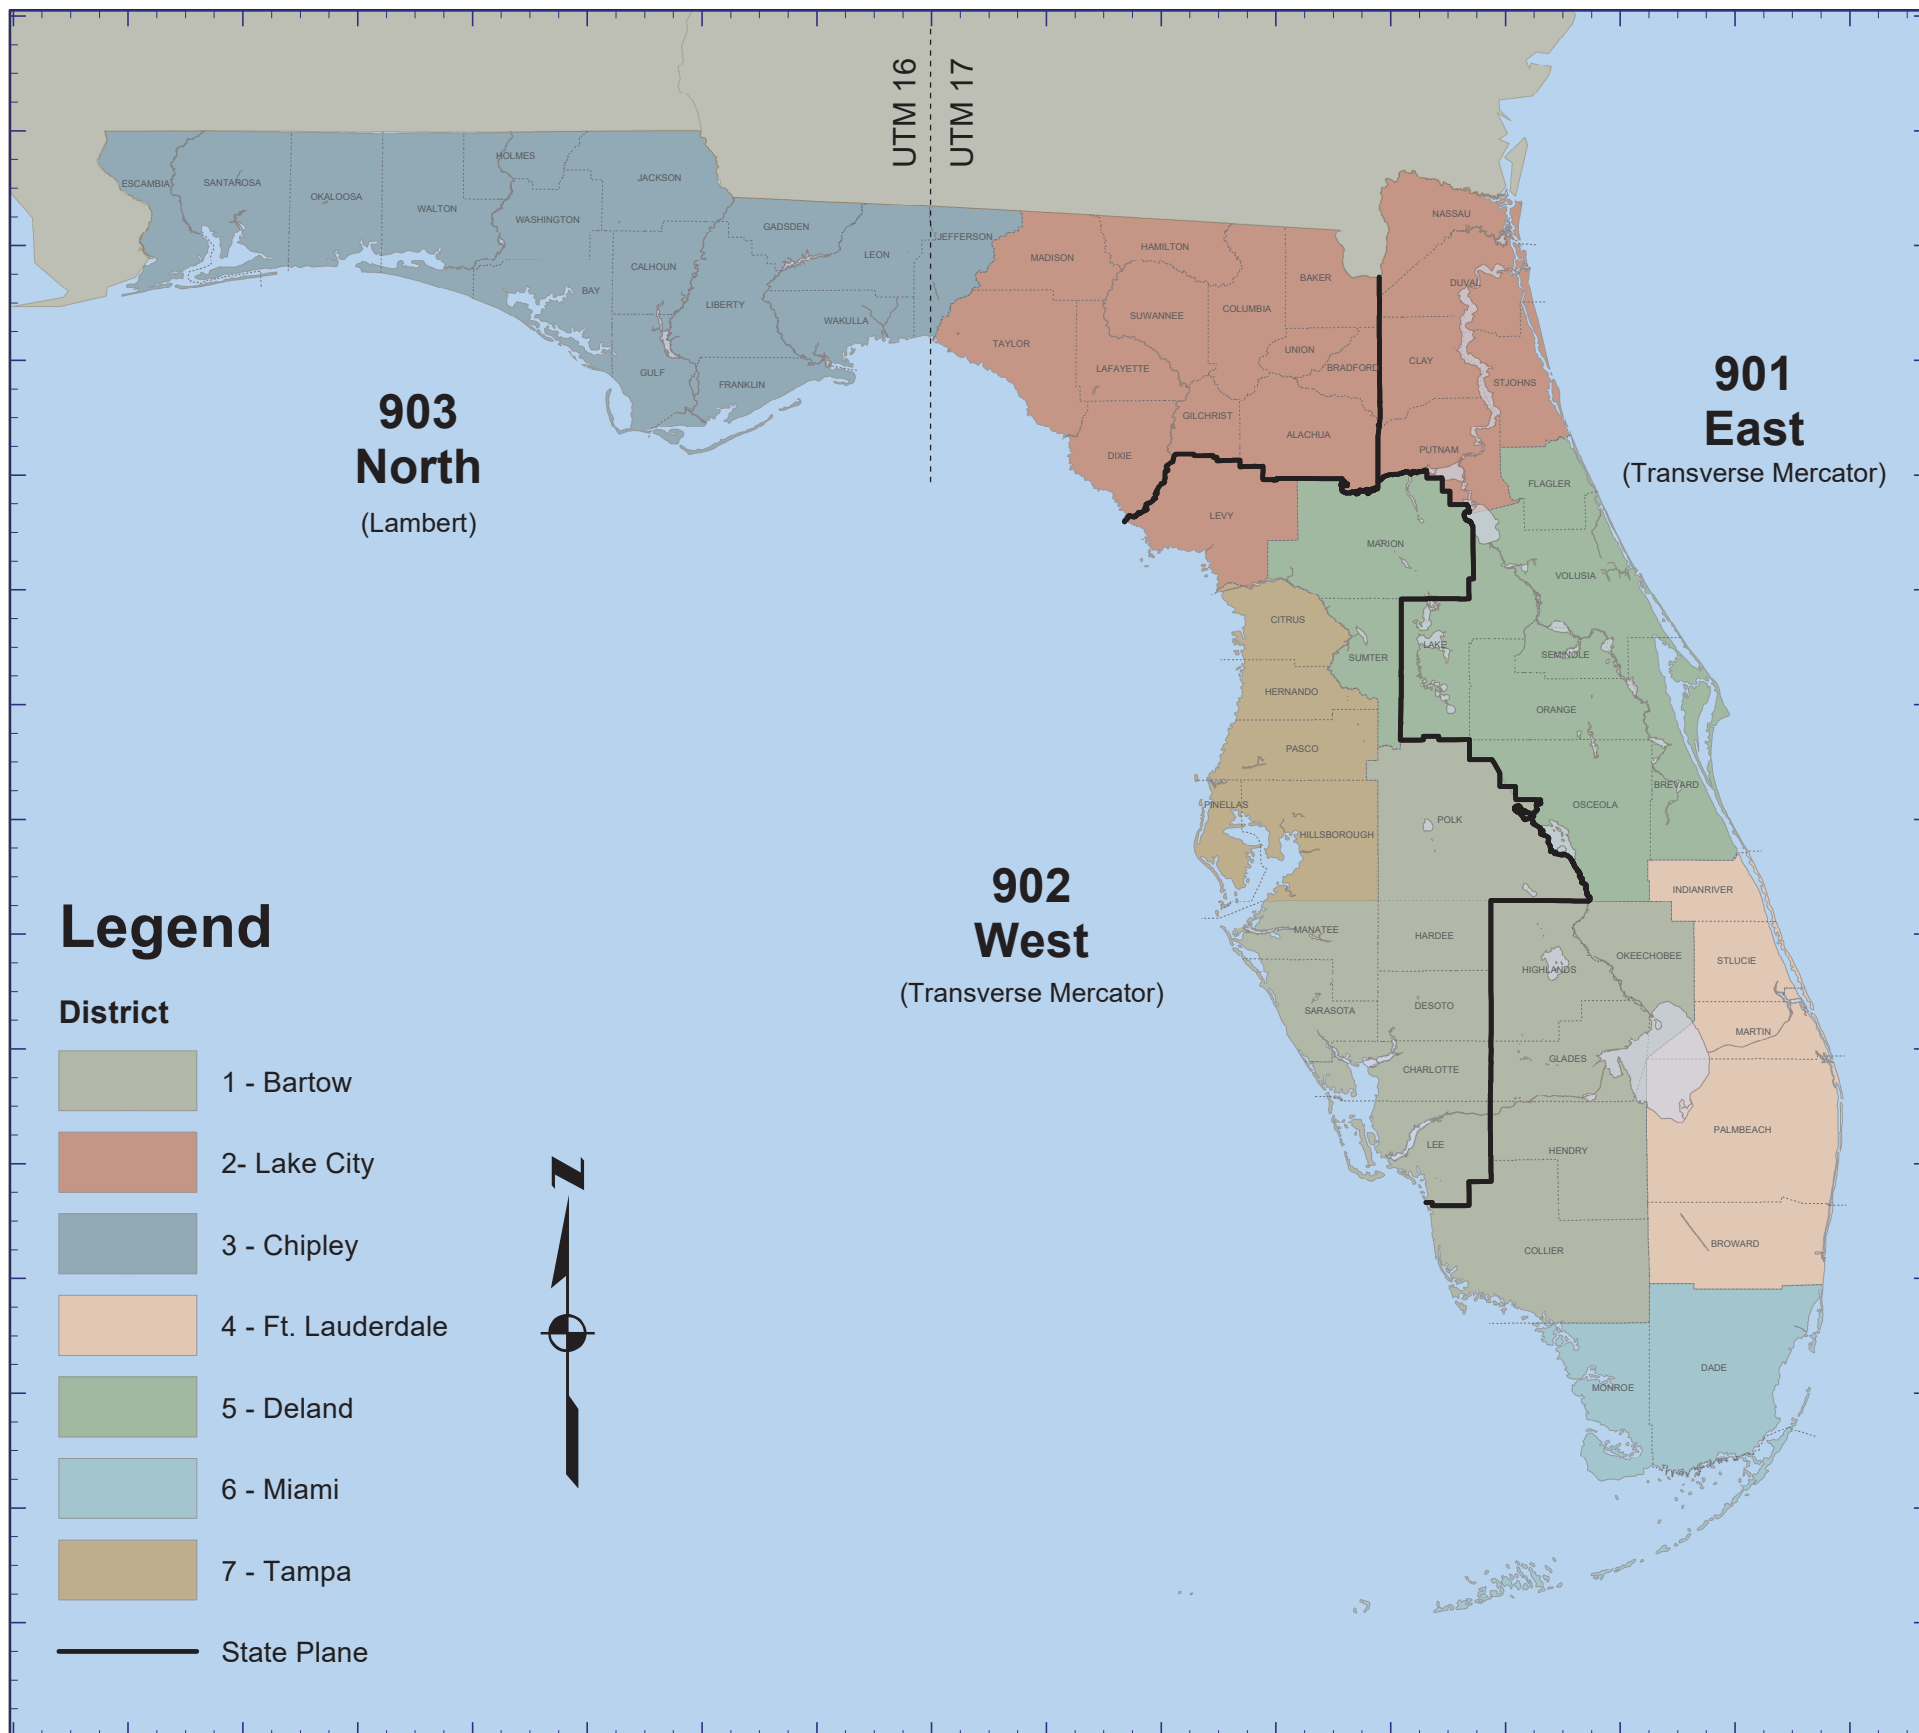 UTM 16
UTM 17
HOLMES
ESCAMBIA
SANTAROSA
OKALOOSA
WALTON
JACKSON
WASHINGTON
GADSDEN
LEON
JEFFERSON
CALHOUN
BAY
LIBERTY
WAKULLA
GULF
FRANKLIN
MADISON
HAMILTON
BAKER
NASSAU
DUVAL
COLUMBIA
SUWANNEE
TAYLOR
LAFAYETTE
UNION
BRADFORD
CLAY
STJOHNS
GILCHRIST
ALACHUA
DIXIE
PUTNAM
FLAGLER
LEVY
MARION
VOLUSIA
CITRUS
SUMTER
LAKE
SEMINOLE
HERNANDO
ORANGE
PASCO
BREVARD
PINELLAS
OSCEOLA
HILLSBOROUGH
POLK
INDIANRIVER
MANATEE
HARDEE
OKEECHOBEE
STLUCIE
HIGHLANDS
SARASOTA
DESOTO
MARTIN
GLADES
CHARLOTTE
PALMBEACH
LEE
HENDRY
BROWARD
COLLIER
DADE
MONROE
903
North
(Lambert)
901
East
(Transverse Mercator)
902
West
(Transverse Mercator)
Legend
District
1 - Bartow
2- Lake City
3 - Chipley
4 - Ft. Lauderdale
5 - Deland
6 - Miami
7 - Tampa
State Plane
N